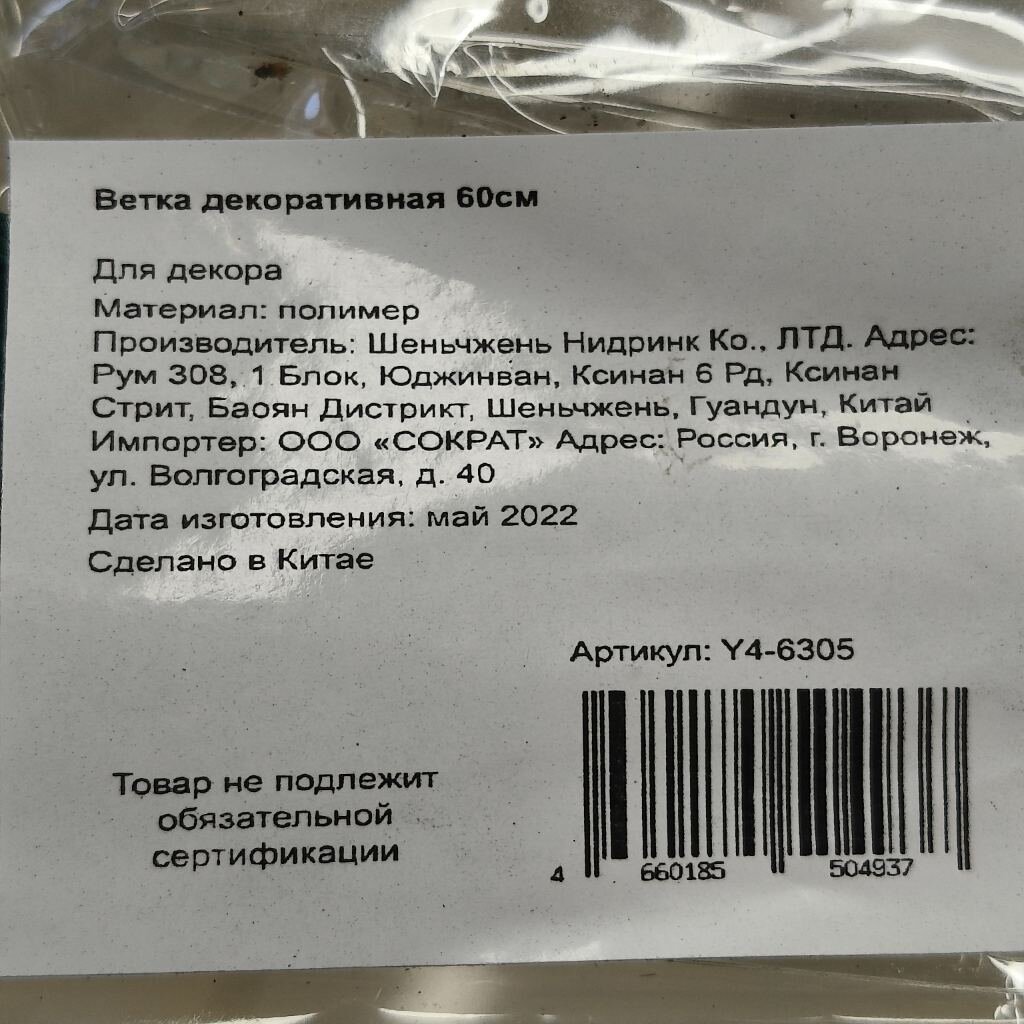 Ветка декоративная 60см
Для декора
Материал: полимер
Производитель: Шеньчжень Нидринк Ко., ЛТД. Адрес:
Рум 308, 1 Блок, Юджинван, Ксинан 6 Рд, Ксинан
Стрит, Баоян Дистрикт, Шеньчжень, Гуандун, Китай
Импортер: ООО «СОКРАТ» Адрес: Россия, г. Воронеж,
ул. Волгоградская, д. 40
Дата изготовления: май 2022
Сделано в Китае
Артикул: Y4-6305
Товар не подлежит
обязательной
сертификации
4 660185 504937